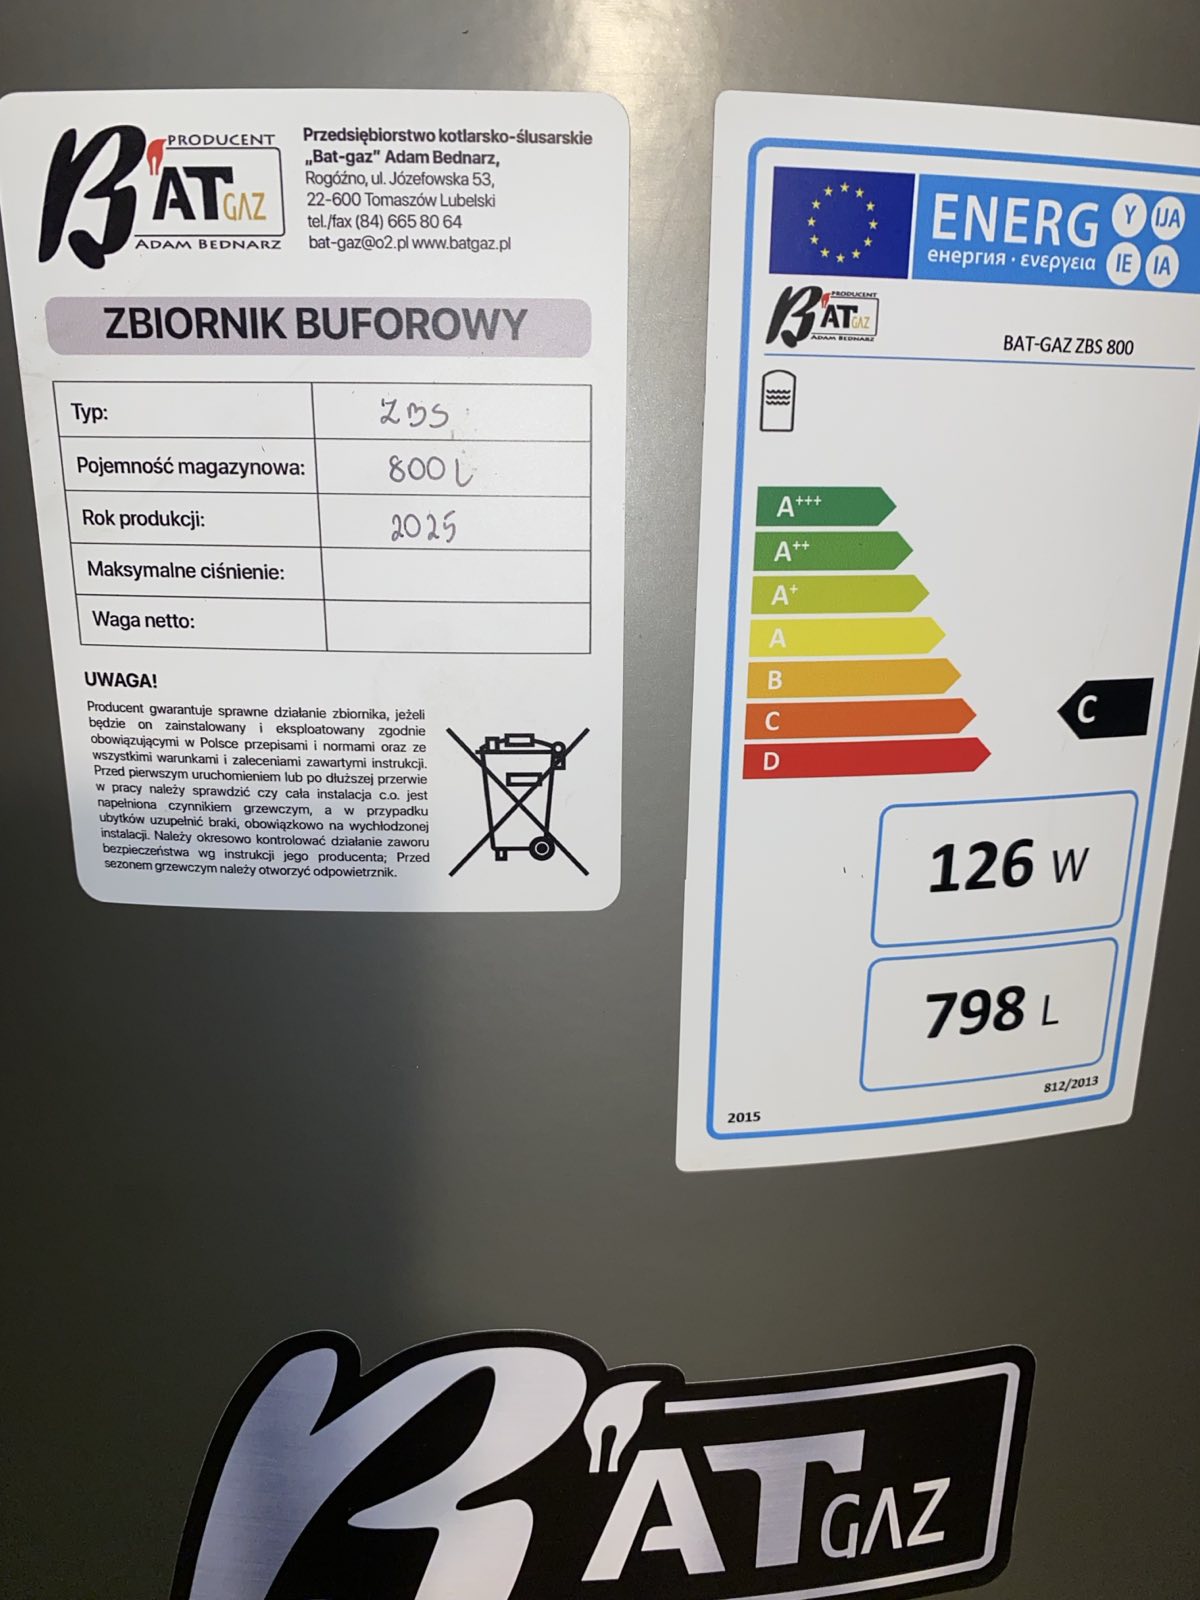 PRODUCENT
BATGAZ
ADAM BEDNARZ
Przedsiębiorstwo kotlarsko-ślusarskie
„Bat-gaz” Adam Bednarz,
Rogóźno, ul. Józefowska 53,
22-600 Tomaszów Lubelski
tel./fax (84) 665 80 64
bat-gaz@o2.pl www.batgaz.pl
ZBIORNIK BUFOROWY
Typ: ZBS
Pojemność magazynowa: 800 L
Rok produkcji: 2025
Maksymalne ciśnienie:
Waga netto:
UWAGA!
Producent gwarantuje sprawne działanie zbiornika, jeżeli
będzie on zainstalowany i eksploatowany zgodnie
obowiązującymi w Polsce przepisami i normami oraz ze
wszystkimi warunkami i zaleceniami zawartymi instrukcji.
Przed pierwszym uruchomieniem lub po dłuższej przerwie
w pracy należy sprawdzić czy cała instalacja c.o. jest
napełniona czynnikiem grzewczym, a w przypadku
ubytków uzupełnić braki, obowiązkowo na wychłodzonej
instalacji. Należy okresowo kontrolować działanie zaworu
bezpieczeństwa wg instrukcji jego producenta; Przed
sezonem grzewczym należy otworzyć odpowietrznik.
ENERG Y IJA
енергия · ενεργεια IE IA
PRODUCENT
BATGAZ
ADAM BEDNARZ
BAT-GAZ ZBS 800
A+++
A++
A+
A
B
C
D
C
126 W
798 L
812/2013
2015
BATGAZ